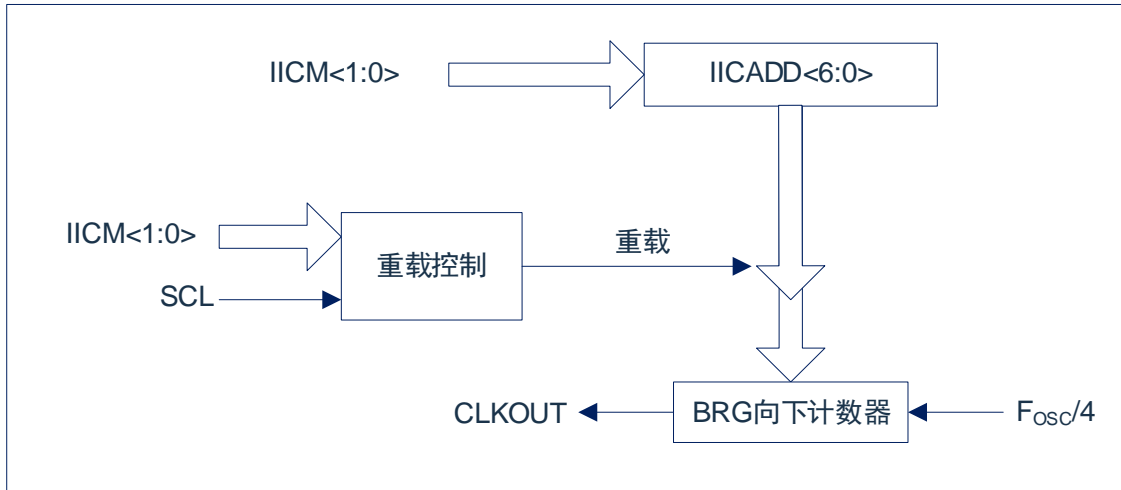 IICM<1:0>
IICADD<6:0>
IICM<1:0>
重载控制
重载
SCL
CLKOUT
BRG向下计数器
FOSC/4